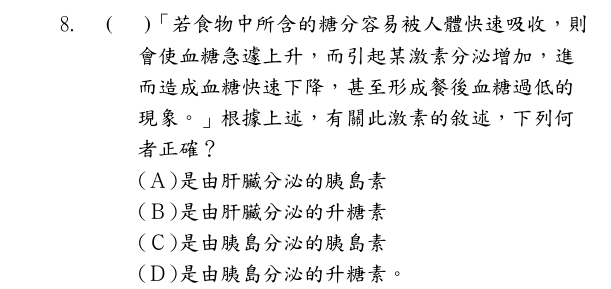 8. (　)「若食物中所含的糖分容易被人體快速吸收，則
會使血糖急遽上升，而引起某激素分泌增加，進
而造成血糖快速下降，甚至形成餐後血糖過低的
現象。」根據上述，有關此激素的敘述，下列何
者正確？
(A)是由肝臟分泌的胰島素
(B)是由肝臟分泌的升糖素
(C)是由胰島分泌的胰島素
(D)是由胰島分泌的升糖素。